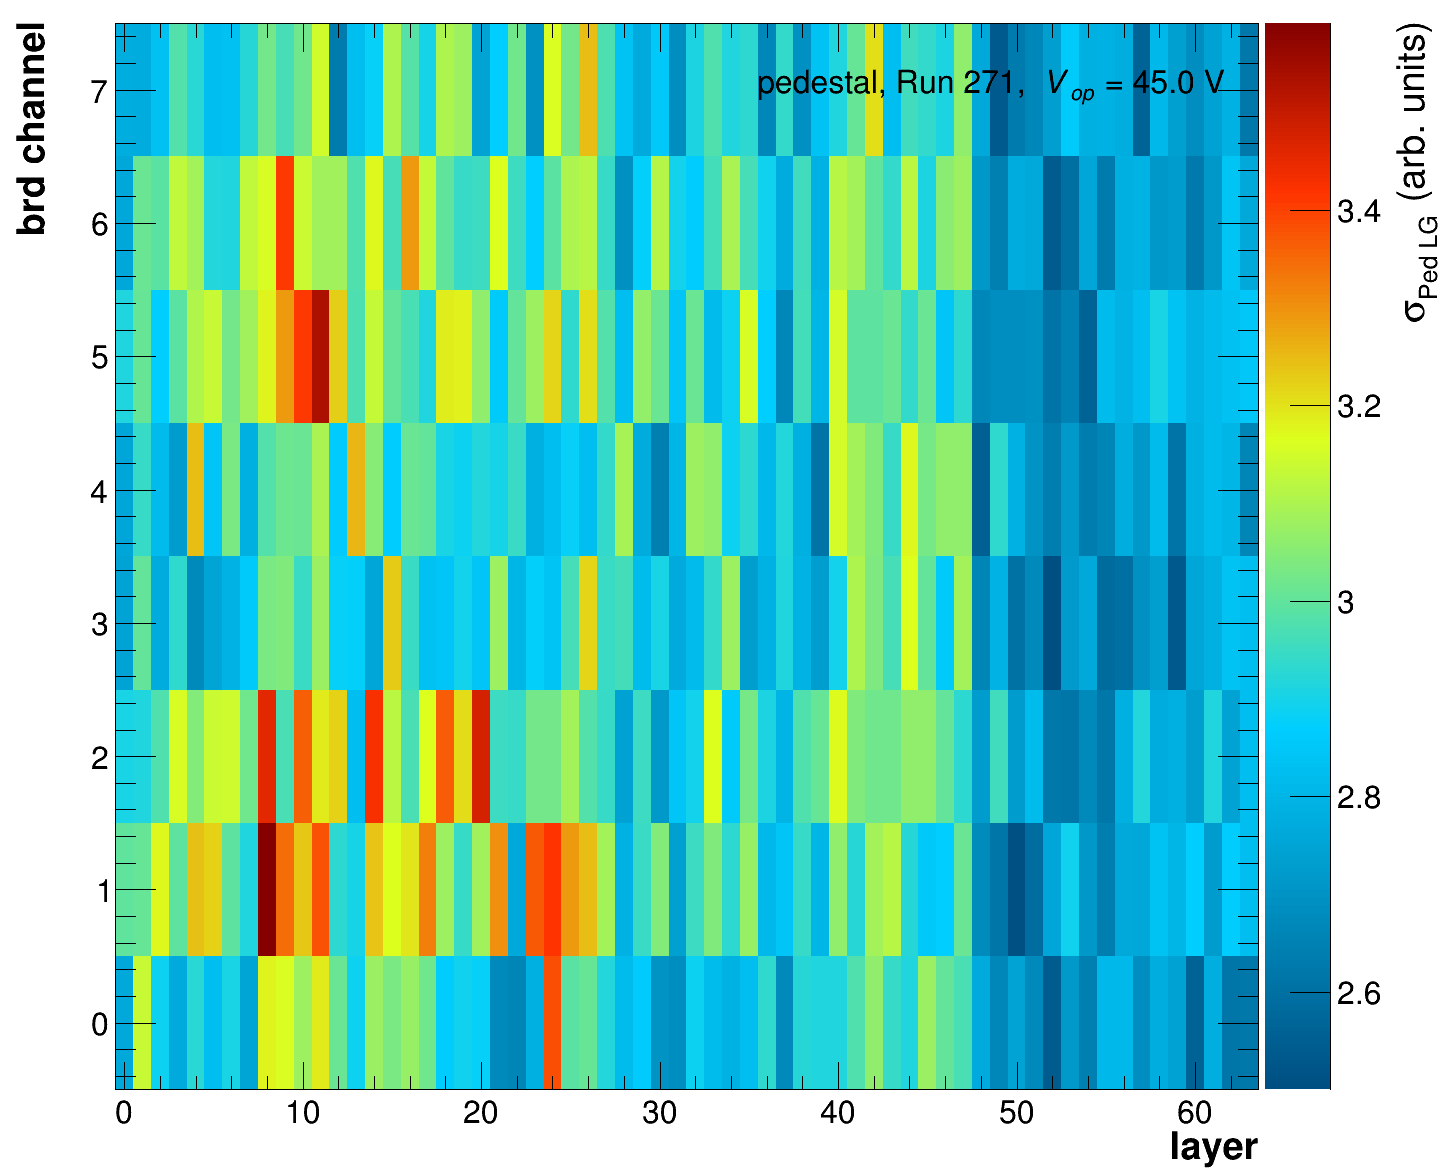 brd channel
7
6
5
4
3
2
1
0
pedestal, Run 271, V_op = 45.0 V
0 10 20 30 40 50 60
layer
3.4
3.2
3
2.8
2.6
σ_Ped LG (arb. units)